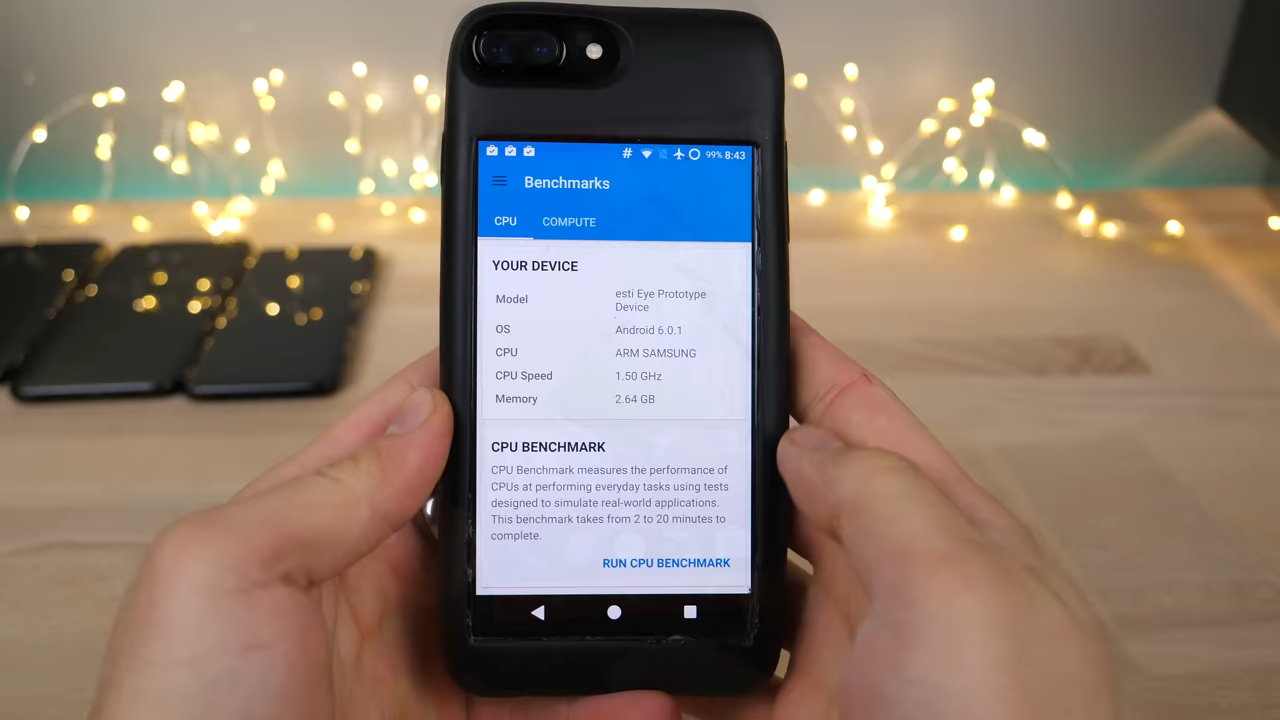 # 99% 8:43
Benchmarks
CPU COMPUTE
YOUR DEVICE
Model esti Eye Prototype
Device
OS Android 6.0.1
CPU ARM SAMSUNG
CPU Speed 1.50 GHz
Memory 2.64 GB
CPU BENCHMARK
CPU Benchmark measures the performance of
CPUs at performing everyday tasks using tests
designed to simulate real-world applications.
This benchmark takes from 2 to 20 minutes to
complete.
RUN CPU BENCHMARK